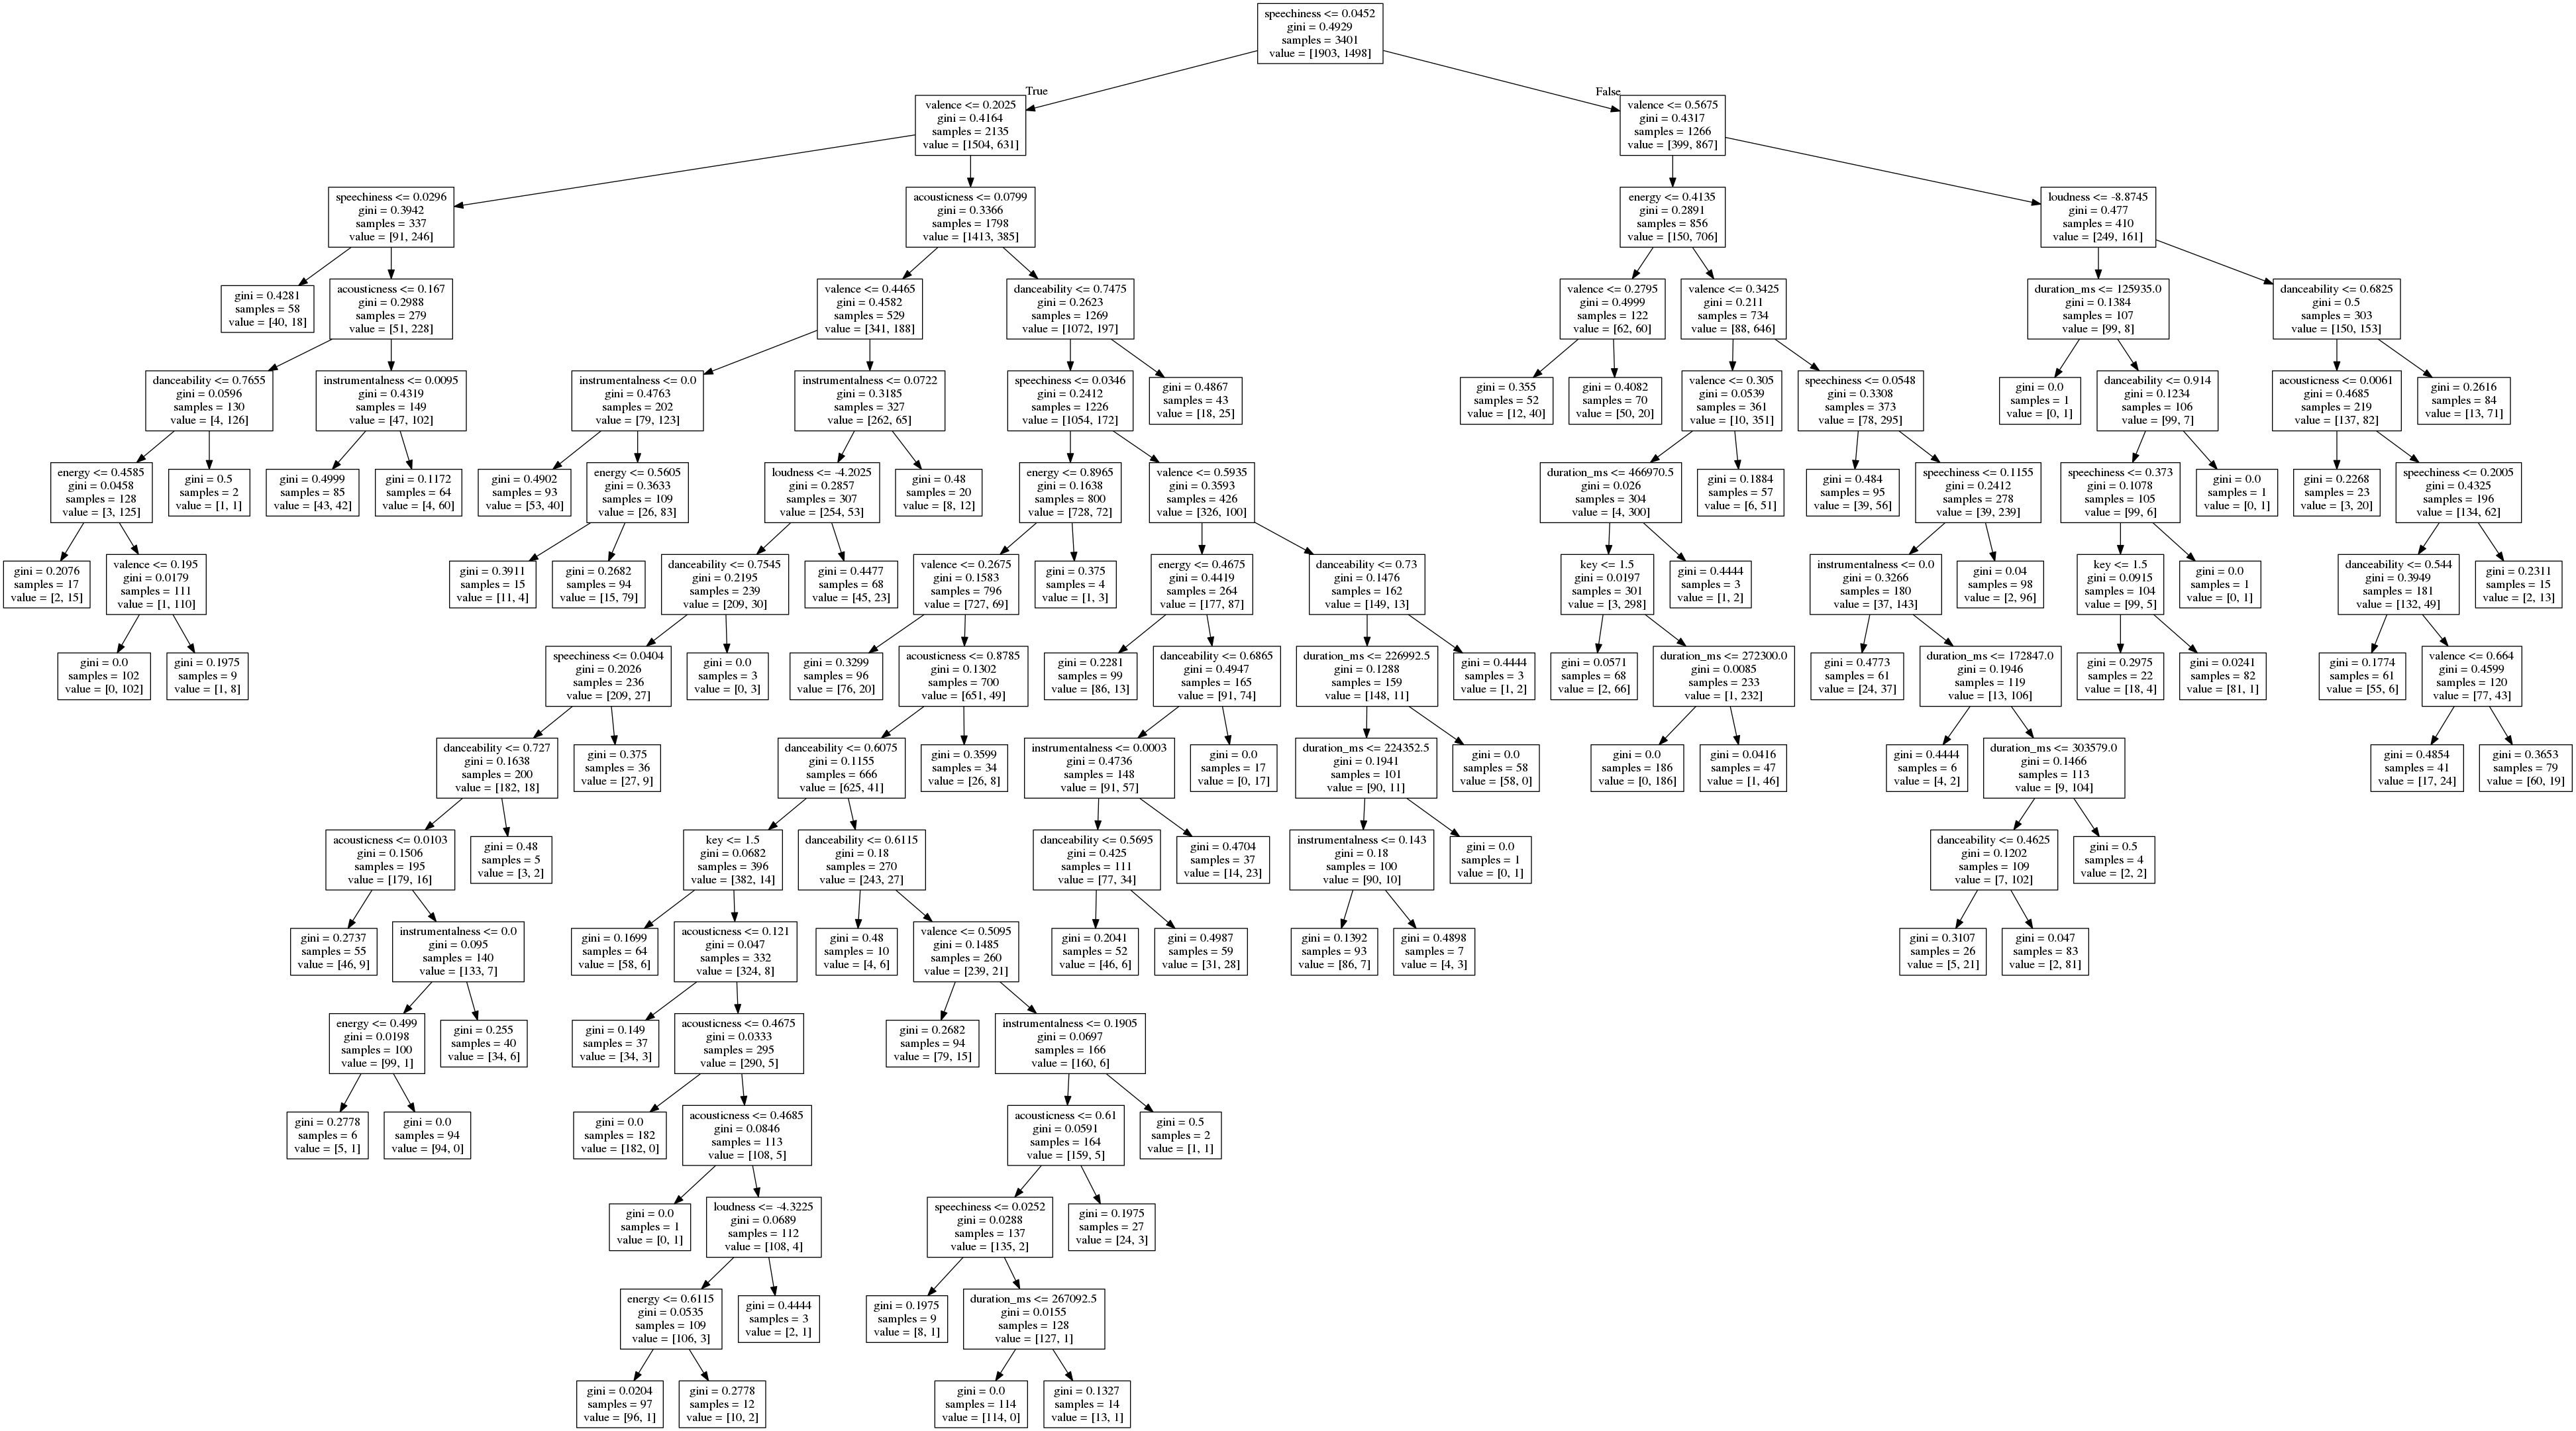 speechiness <= 0.0452
gini = 0.4929
samples = 3401
value = [1903, 1498]
True
False
valence <= 0.2025
gini = 0.4164
samples = 2135
value = [1504, 631]
valence <= 0.5675
gini = 0.4317
samples = 1266
value = [399, 867]
speechiness <= 0.0296
gini = 0.3942
samples = 337
value = [91, 246]
acousticness <= 0.0799
gini = 0.3366
samples = 1798
value = [1413, 385]
energy <= 0.4135
gini = 0.2891
samples = 856
value = [150, 706]
loudness <= -8.8745
gini = 0.477
samples = 410
value = [249, 161]
gini = 0.4281
samples = 58
value = [40, 18]
acousticness <= 0.167
gini = 0.2988
samples = 279
value = [51, 228]
valence <= 0.4465
gini = 0.4582
samples = 529
value = [341, 188]
danceability <= 0.7475
gini = 0.2623
samples = 1269
value = [1072, 197]
valence <= 0.2795
gini = 0.4999
samples = 122
value = [62, 60]
valence <= 0.3425
gini = 0.211
samples = 734
value = [88, 646]
duration_ms <= 125935.0
gini = 0.1384
samples = 107
value = [99, 8]
danceability <= 0.6825
gini = 0.5
samples = 303
value = [150, 153]
danceability <= 0.7655
gini = 0.0596
samples = 130
value = [4, 126]
instrumentalness <= 0.0095
gini = 0.4319
samples = 149
value = [47, 102]
instrumentalness <= 0.0
gini = 0.4763
samples = 202
value = [79, 123]
instrumentalness <= 0.0722
gini = 0.3185
samples = 327
value = [262, 65]
speechiness <= 0.0346
gini = 0.2412
samples = 1226
value = [1054, 172]
gini = 0.4867
samples = 43
value = [18, 25]
gini = 0.355
samples = 52
value = [12, 40]
gini = 0.4082
samples = 70
value = [50, 20]
valence <= 0.305
gini = 0.0539
samples = 361
value = [10, 351]
speechiness <= 0.0548
gini = 0.3308
samples = 373
value = [78, 295]
gini = 0.0
samples = 1
value = [0, 1]
danceability <= 0.914
gini = 0.1234
samples = 106
value = [99, 7]
acousticness <= 0.0061
gini = 0.4685
samples = 219
value = [137, 82]
gini = 0.2616
samples = 84
value = [13, 71]
energy <= 0.4585
gini = 0.0458
samples = 128
value = [3, 125]
gini = 0.5
samples = 2
value = [1, 1]
gini = 0.4999
samples = 85
value = [43, 42]
gini = 0.1172
samples = 64
value = [4, 60]
gini = 0.4902
samples = 93
value = [53, 40]
energy <= 0.5605
gini = 0.3633
samples = 109
value = [26, 83]
loudness <= -4.2025
gini = 0.2857
samples = 307
value = [254, 53]
gini = 0.48
samples = 20
value = [8, 12]
energy <= 0.8965
gini = 0.1638
samples = 800
value = [728, 72]
valence <= 0.5935
gini = 0.3593
samples = 426
value = [326, 100]
duration_ms <= 466970.5
gini = 0.026
samples = 304
value = [4, 300]
gini = 0.1884
samples = 57
value = [6, 51]
gini = 0.484
samples = 95
value = [39, 56]
speechiness <= 0.1155
gini = 0.2412
samples = 278
value = [39, 239]
speechiness <= 0.373
gini = 0.1078
samples = 105
value = [99, 6]
gini = 0.0
samples = 1
value = [0, 1]
gini = 0.2268
samples = 23
value = [3, 20]
speechiness <= 0.2005
gini = 0.4325
samples = 196
value = [134, 62]
gini = 0.2076
samples = 17
value = [2, 15]
valence <= 0.195
gini = 0.0179
samples = 111
value = [1, 110]
gini = 0.3911
samples = 15
value = [11, 4]
gini = 0.2682
samples = 94
value = [15, 79]
danceability <= 0.7545
gini = 0.2195
samples = 239
value = [209, 30]
gini = 0.4477
samples = 68
value = [45, 23]
valence <= 0.2675
gini = 0.1583
samples = 796
value = [727, 69]
gini = 0.375
samples = 4
value = [1, 3]
energy <= 0.4675
gini = 0.4419
samples = 264
value = [177, 87]
danceability <= 0.73
gini = 0.1476
samples = 162
value = [149, 13]
key <= 1.5
gini = 0.0197
samples = 301
value = [3, 298]
gini = 0.4444
samples = 3
value = [1, 2]
instrumentalness <= 0.0
gini = 0.3266
samples = 180
value = [37, 143]
gini = 0.04
samples = 98
value = [2, 96]
key <= 1.5
gini = 0.0915
samples = 104
value = [99, 5]
gini = 0.0
samples = 1
value = [0, 1]
danceability <= 0.544
gini = 0.3949
samples = 181
value = [132, 49]
gini = 0.2311
samples = 15
value = [2, 13]
gini = 0.0
samples = 102
value = [0, 102]
gini = 0.1975
samples = 9
value = [1, 8]
speechiness <= 0.0404
gini = 0.2026
samples = 236
value = [209, 27]
gini = 0.0
samples = 3
value = [0, 3]
gini = 0.3299
samples = 96
value = [76, 20]
acousticness <= 0.8785
gini = 0.1302
samples = 700
value = [651, 49]
gini = 0.2281
samples = 99
value = [86, 13]
danceability <= 0.6865
gini = 0.4947
samples = 165
value = [91, 74]
duration_ms <= 226992.5
gini = 0.1288
samples = 159
value = [148, 11]
gini = 0.4444
samples = 3
value = [1, 2]
gini = 0.0571
samples = 68
value = [2, 66]
duration_ms <= 272300.0
gini = 0.0085
samples = 233
value = [1, 232]
gini = 0.4773
samples = 61
value = [24, 37]
duration_ms <= 172847.0
gini = 0.1946
samples = 119
value = [13, 106]
gini = 0.2975
samples = 22
value = [18, 4]
gini = 0.0241
samples = 82
value = [81, 1]
gini = 0.1774
samples = 61
value = [55, 6]
valence <= 0.664
gini = 0.4599
samples = 120
value = [77, 43]
danceability <= 0.727
gini = 0.1638
samples = 200
value = [182, 18]
gini = 0.375
samples = 36
value = [27, 9]
danceability <= 0.6075
gini = 0.1155
samples = 666
value = [625, 41]
gini = 0.3599
samples = 34
value = [26, 8]
instrumentalness <= 0.0003
gini = 0.4736
samples = 148
value = [91, 57]
gini = 0.0
samples = 17
value = [0, 17]
duration_ms <= 224352.5
gini = 0.1941
samples = 101
value = [90, 11]
gini = 0.0
samples = 58
value = [58, 0]
gini = 0.0
samples = 186
value = [0, 186]
gini = 0.0416
samples = 47
value = [1, 46]
gini = 0.4444
samples = 6
value = [4, 2]
duration_ms <= 303579.0
gini = 0.1466
samples = 113
value = [9, 104]
gini = 0.4854
samples = 41
value = [17, 24]
gini = 0.3653
samples = 79
value = [60, 19]
acousticness <= 0.0103
gini = 0.1506
samples = 195
value = [179, 16]
gini = 0.48
samples = 5
value = [3, 2]
key <= 1.5
gini = 0.0682
samples = 396
value = [382, 14]
danceability <= 0.6115
gini = 0.18
samples = 270
value = [243, 27]
danceability <= 0.5695
gini = 0.425
samples = 111
value = [77, 34]
gini = 0.4704
samples = 37
value = [14, 23]
instrumentalness <= 0.143
gini = 0.18
samples = 100
value = [90, 10]
gini = 0.0
samples = 1
value = [0, 1]
danceability <= 0.4625
gini = 0.1202
samples = 109
value = [7, 102]
gini = 0.5
samples = 4
value = [2, 2]
gini = 0.2737
samples = 55
value = [46, 9]
instrumentalness <= 0.0
gini = 0.095
samples = 140
value = [133, 7]
gini = 0.1699
samples = 64
value = [58, 6]
acousticness <= 0.121
gini = 0.047
samples = 332
value = [324, 8]
gini = 0.48
samples = 10
value = [4, 6]
valence <= 0.5095
gini = 0.1485
samples = 260
value = [239, 21]
gini = 0.2041
samples = 52
value = [46, 6]
gini = 0.4987
samples = 59
value = [31, 28]
gini = 0.1392
samples = 93
value = [86, 7]
gini = 0.4898
samples = 7
value = [4, 3]
gini = 0.3107
samples = 26
value = [5, 21]
gini = 0.047
samples = 83
value = [2, 81]
energy <= 0.499
gini = 0.0198
samples = 100
value = [99, 1]
gini = 0.255
samples = 40
value = [34, 6]
gini = 0.149
samples = 37
value = [34, 3]
acousticness <= 0.4675
gini = 0.0333
samples = 295
value = [290, 5]
gini = 0.2682
samples = 94
value = [79, 15]
instrumentalness <= 0.1905
gini = 0.0697
samples = 166
value = [160, 6]
gini = 0.2778
samples = 6
value = [5, 1]
gini = 0.0
samples = 94
value = [94, 0]
gini = 0.0
samples = 182
value = [182, 0]
acousticness <= 0.4685
gini = 0.0846
samples = 113
value = [108, 5]
acousticness <= 0.61
gini = 0.0591
samples = 164
value = [159, 5]
gini = 0.5
samples = 2
value = [1, 1]
gini = 0.0
samples = 1
value = [0, 1]
loudness <= -4.3225
gini = 0.0689
samples = 112
value = [108, 4]
speechiness <= 0.0252
gini = 0.0288
samples = 137
value = [135, 2]
gini = 0.1975
samples = 27
value = [24, 3]
energy <= 0.6115
gini = 0.0535
samples = 109
value = [106, 3]
gini = 0.4444
samples = 3
value = [2, 1]
gini = 0.1975
samples = 9
value = [8, 1]
duration_ms <= 267092.5
gini = 0.0155
samples = 128
value = [127, 1]
gini = 0.0204
samples = 97
value = [96, 1]
gini = 0.2778
samples = 12
value = [10, 2]
gini = 0.0
samples = 114
value = [114, 0]
gini = 0.1327
samples = 14
value = [13, 1]